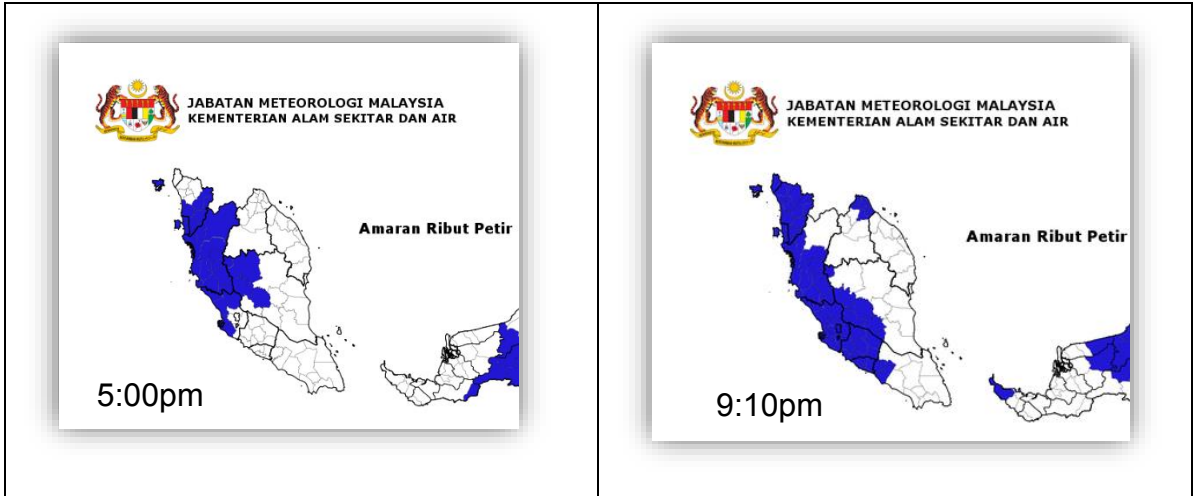 JABATAN METEOROLOGI MALAYSIA
KEMENTERIAN ALAM SEKITAR DAN AIR
Amaran Ribut Petir
5:00pm
JABATAN METEOROLOGI MALAYSIA
KEMENTERIAN ALAM SEKITAR DAN AIR
Amaran Ribut Petir
9:10pm